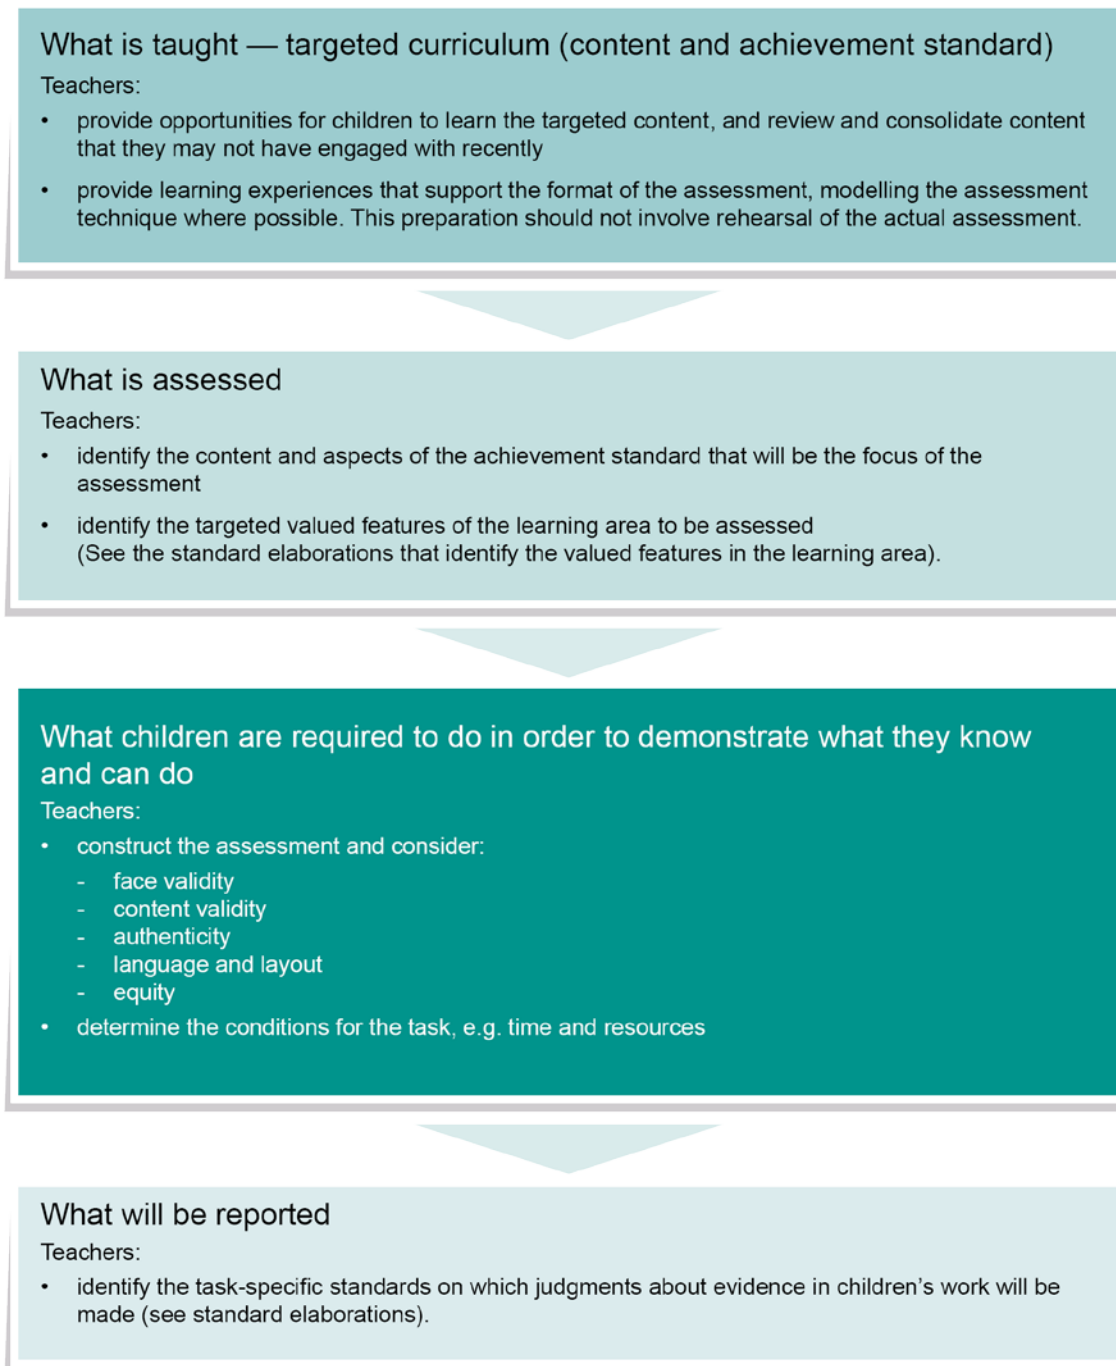 What is taught — targeted curriculum (content and achievement standard)
Teachers:
• provide opportunities for children to learn the targeted content, and review and consolidate content
that they may not have engaged with recently
• provide learning experiences that support the format of the assessment, modelling the assessment
technique where possible. This preparation should not involve rehearsal of the actual assessment.
What is assessed
Teachers:
• identify the content and aspects of the achievement standard that will be the focus of the
assessment
• identify the targeted valued features of the learning area to be assessed
(See the standard elaborations that identify the valued features in the learning area).
What children are required to do in order to demonstrate what they know
and can do
Teachers:
• construct the assessment and consider:
- face validity
- content validity
- authenticity
- language and layout
- equity
• determine the conditions for the task, e.g. time and resources
What will be reported
Teachers:
• identify the task-specific standards on which judgments about evidence in children’s work will be
made (see standard elaborations).